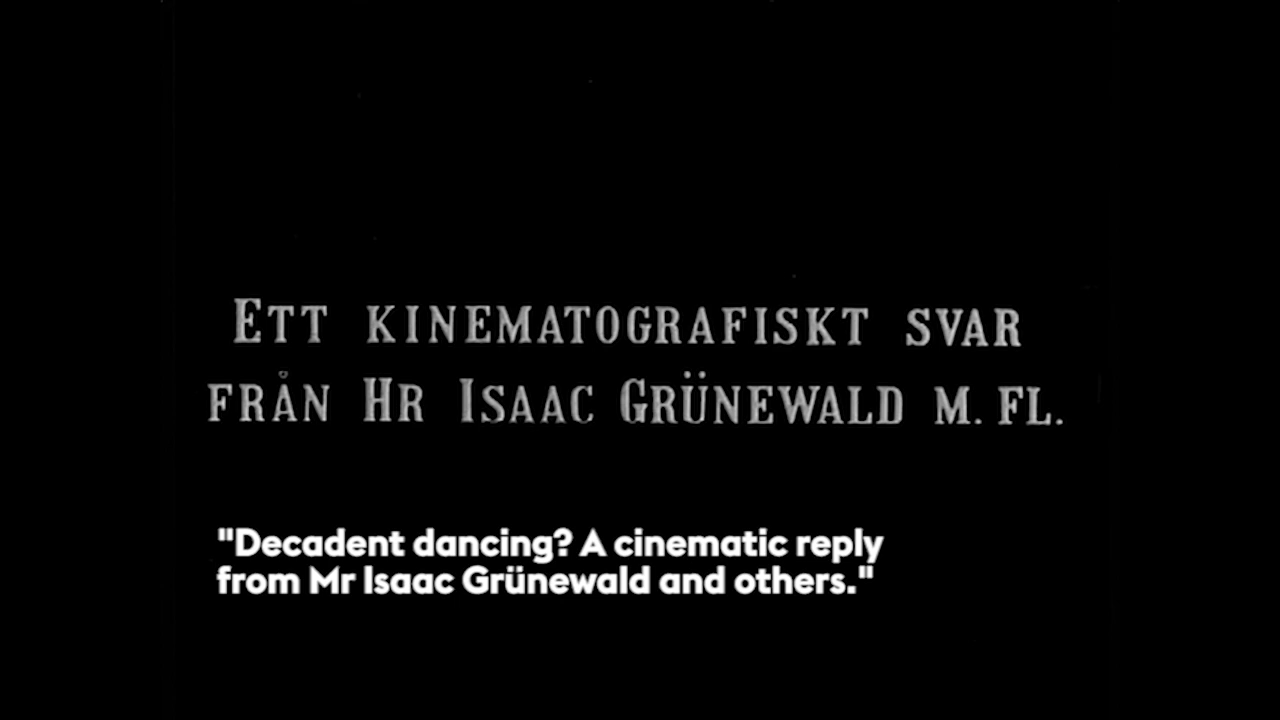 Ett kinematografiskt svar
från Hr Isaac Grünewald m. fl.
"Decadent dancing? A cinematic reply
from Mr Isaac Grünewald and others."